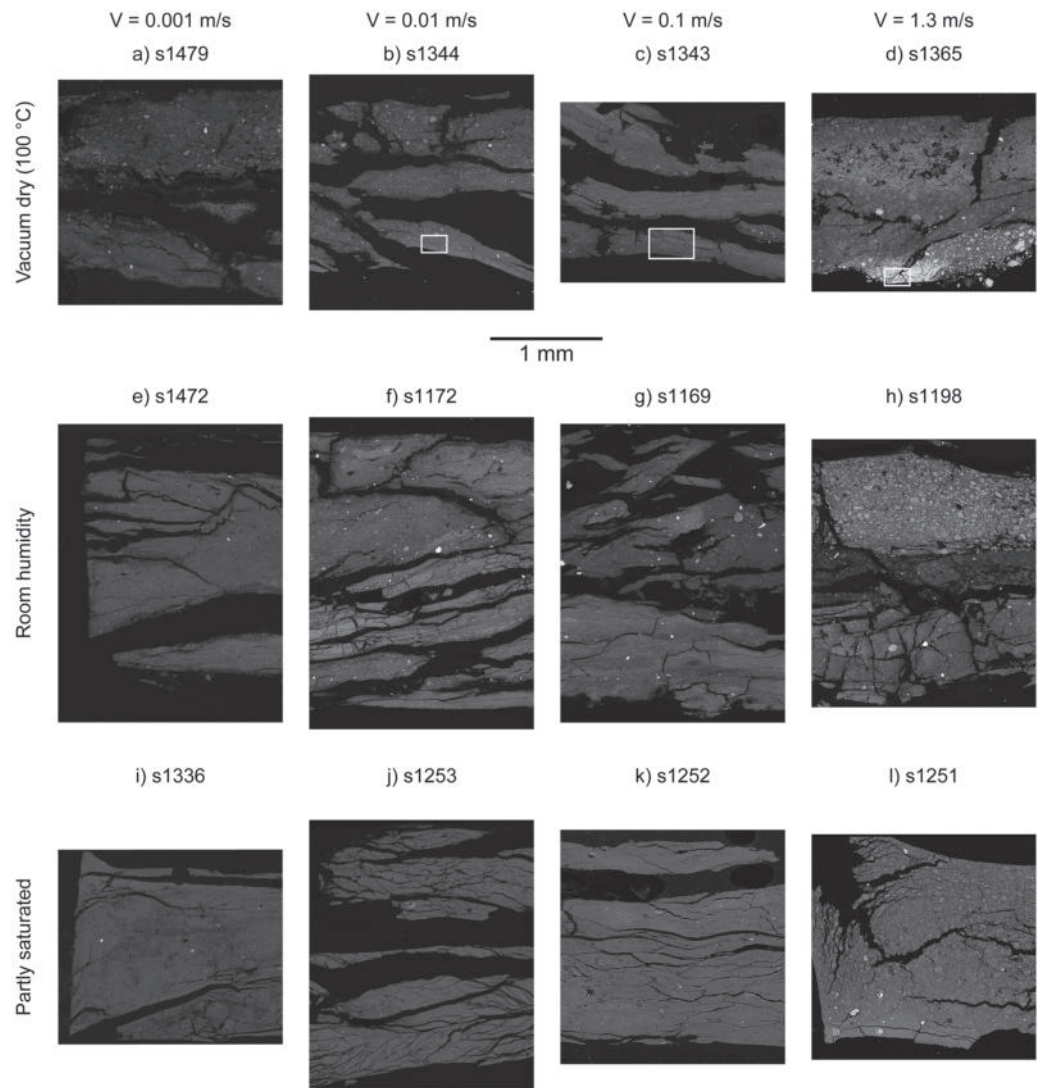 V = 0.001 m/s
V = 0.01 m/s
V = 0.1 m/s
V = 1.3 m/s
a) s1479
b) s1344
c) s1343
d) s1365
Vacuum dry (100 °C)
1 mm
e) s1472
f) s1172
g) s1169
h) s1198
Room humidity
i) s1336
j) s1253
k) s1252
l) s1251
Partly saturated